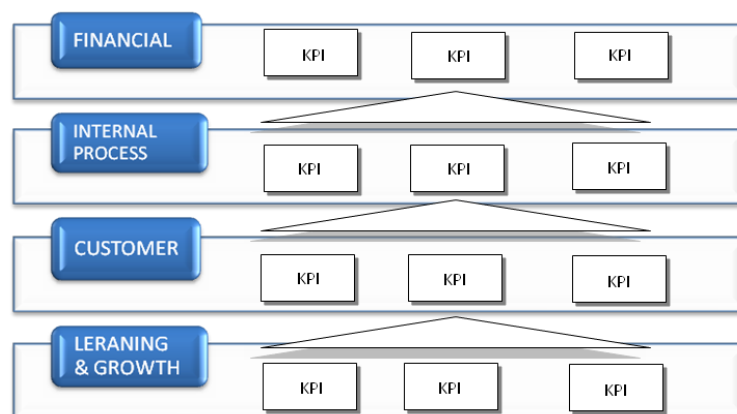 FINANCIAL
KPI KPI KPI
INTERNAL
PROCESS
KPI KPI KPI
CUSTOMER
KPI KPI KPI
LERANING
& GROWTH
KPI KPI KPI